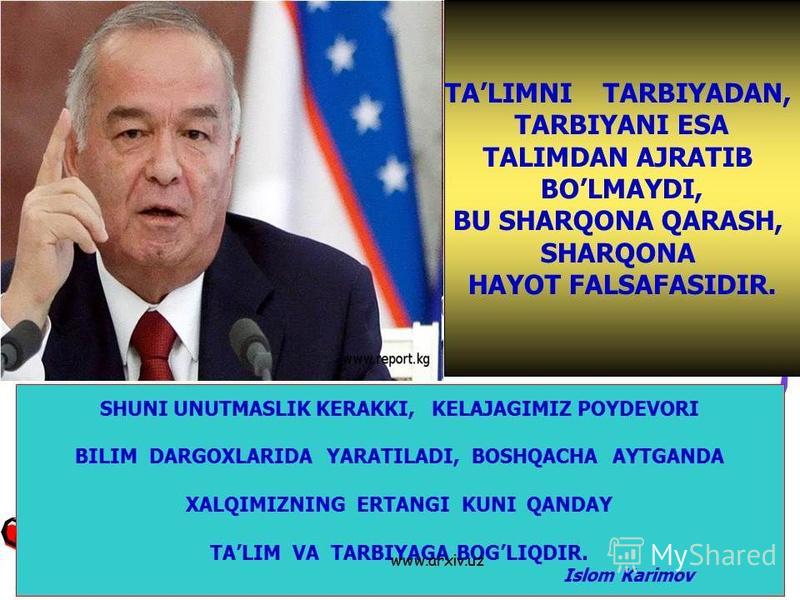 TA’LIMNI TARBIYADAN,
TARBIYANI ESA
TALIMDAN AJRATIB
BO’LMAYDI,
BU SHARQONA QARASH,
SHARQONA
HAYOT FALSAFASIDIR.
www.report.kg
SHUNI UNUTMASLIK KERAKKI, KELAJAGIMIZ POYDEVORI
BILIM DARGOXLARIDA YARATILADI, BOSHQACHA AYTGANDA
XALQIMIZNING ERTANGI KUNI QANDAY
TA’LIM VA TARBIYAGA BOG’LIQDIR.
www.arxiv.uz
Islom Karimov
MyShared